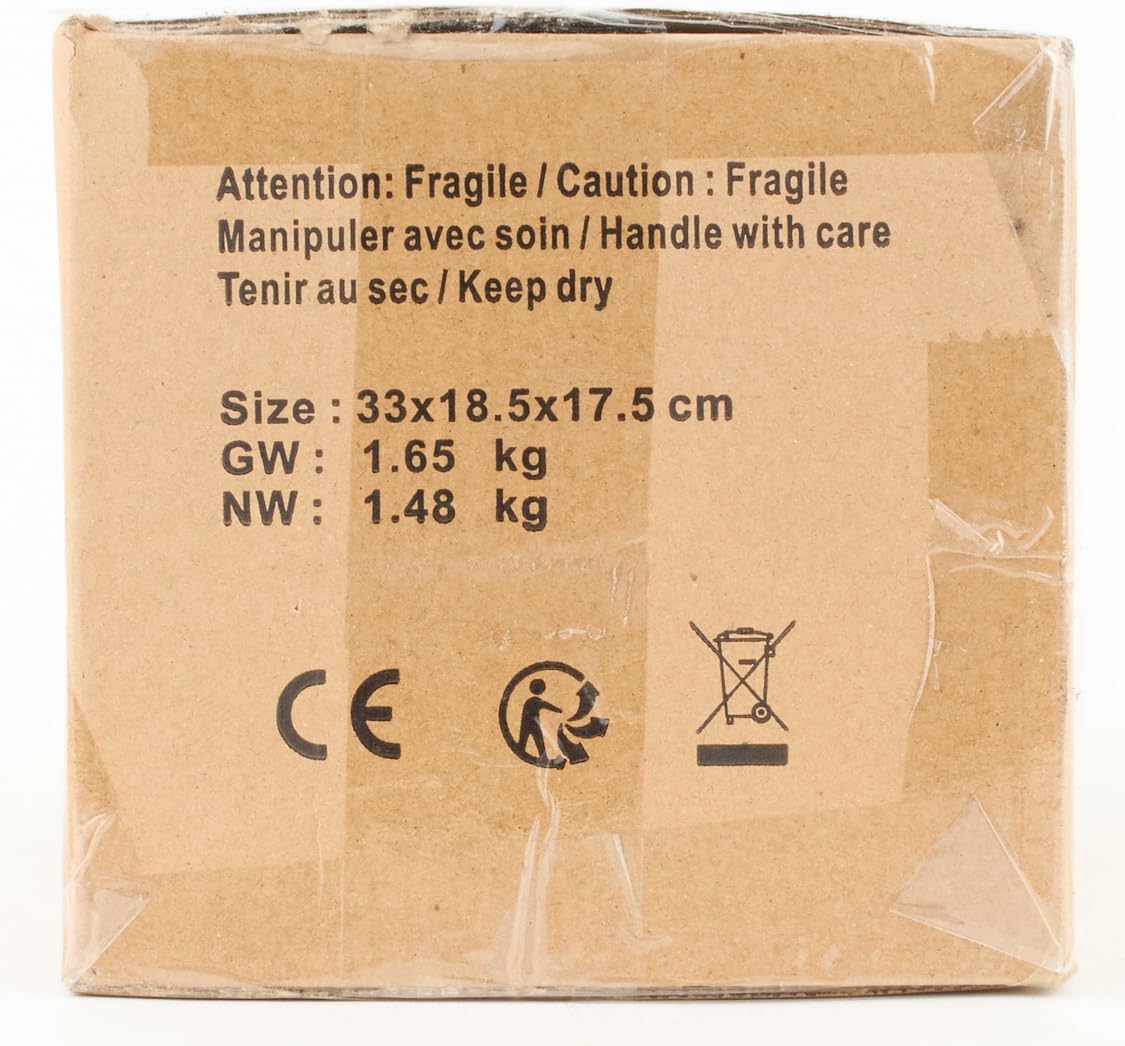 Attention: Fragile / Caution : Fragile
Manipuler avec soin / Handle with care
Tenir au sec / Keep dry
Size : 33x18.5x17.5 cm
GW : 1.65 kg
NW : 1.48 kg
CE